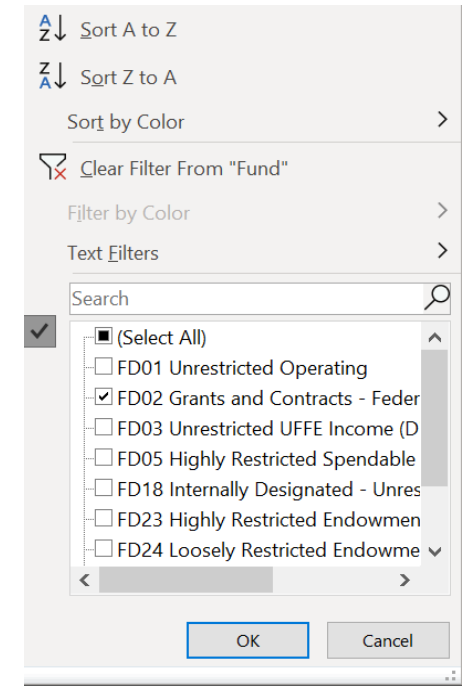 Sort A to Z
Sort Z to A
Sort by Color
Clear Filter From "Fund"
Filter by Color
Text Filters
Search
(Select All)
FD01 Unrestricted Operating
FD02 Grants and Contracts - Feder
FD03 Unrestricted UFFE Income (D
FD05 Highly Restricted Spendable
FD18 Internally Designated - Unres
FD23 Highly Restricted Endowmen
FD24 Loosely Restricted Endowme
OK Cancel